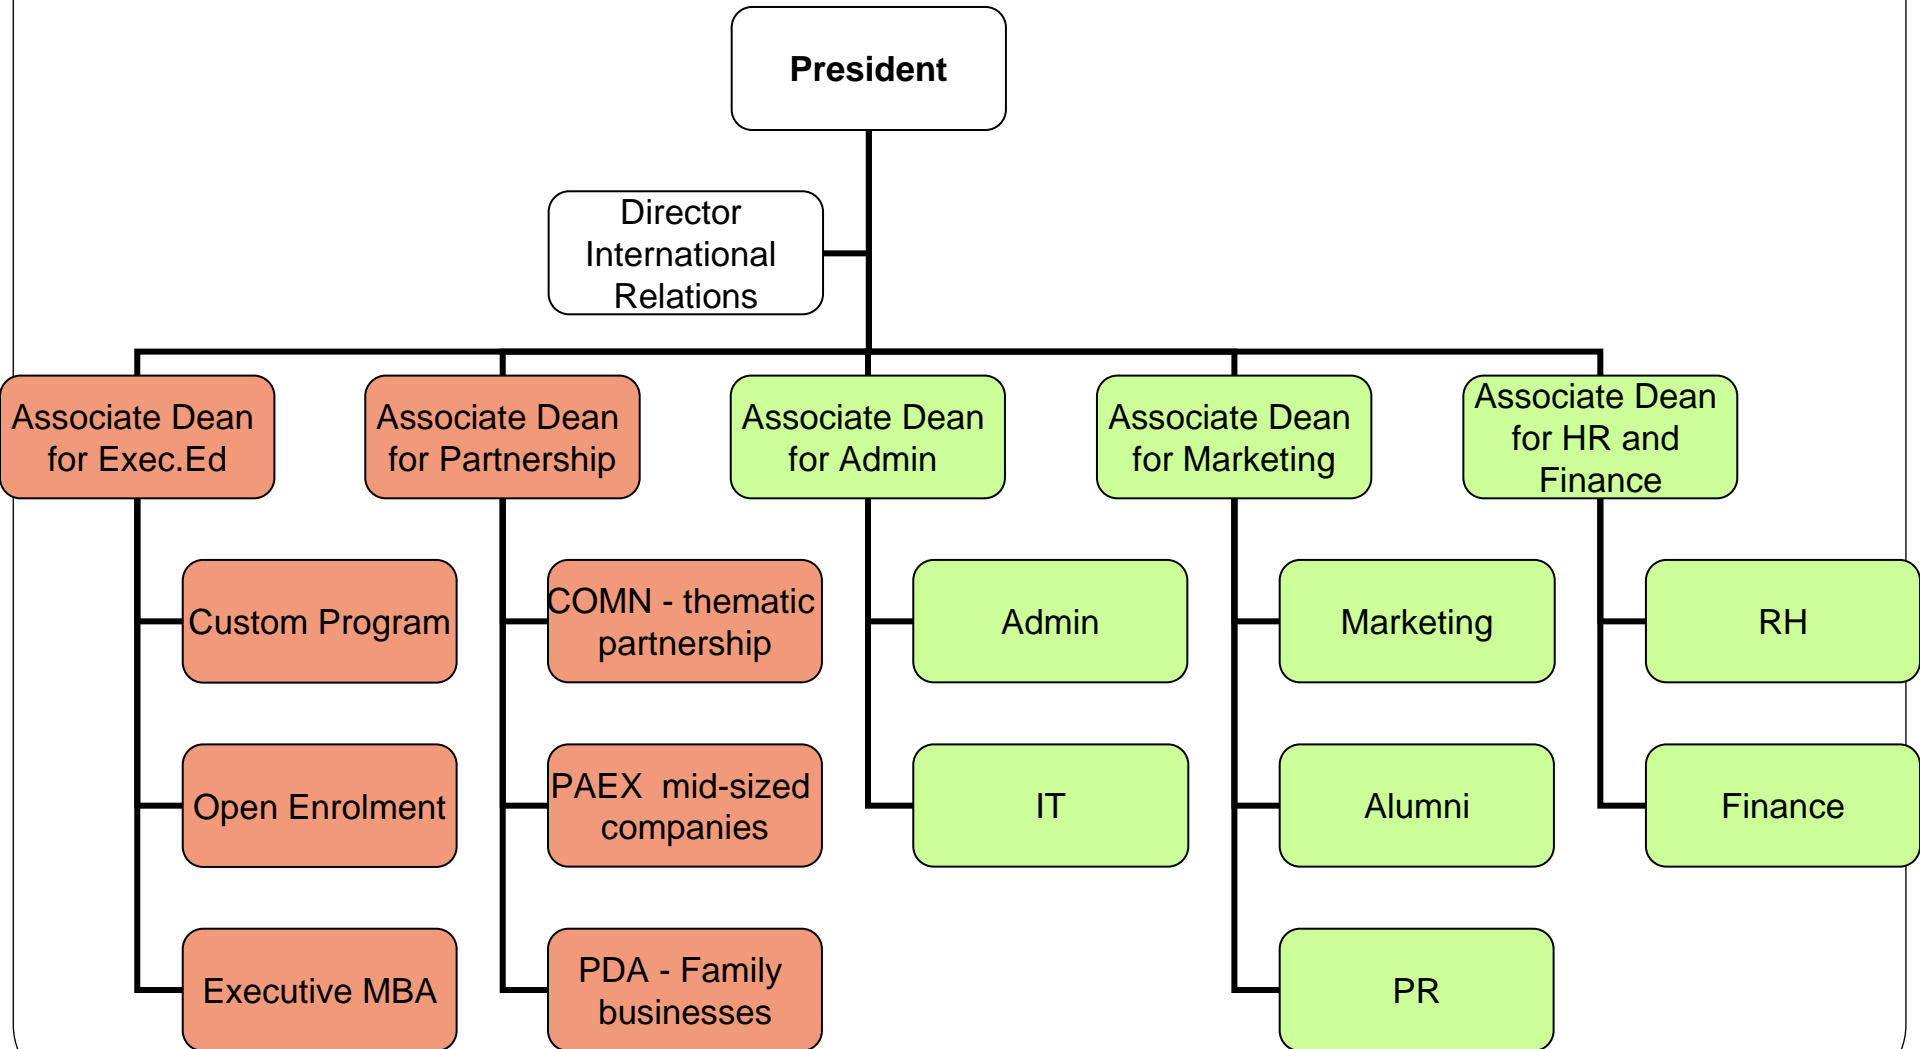 President
Director
International
Relations
Associate Dean
for Exec.Ed
Associate Dean
for Partnership
Associate Dean
for Admin
Associate Dean
for Marketing
Associate Dean
for HR and
Finance
Custom Program
COMN - thematic
partnership
Admin
Marketing
RH
Open Enrolment
PAEX  mid-sized
companies
IT
Alumni
Finance
Executive MBA
PDA - Family
businesses
PR